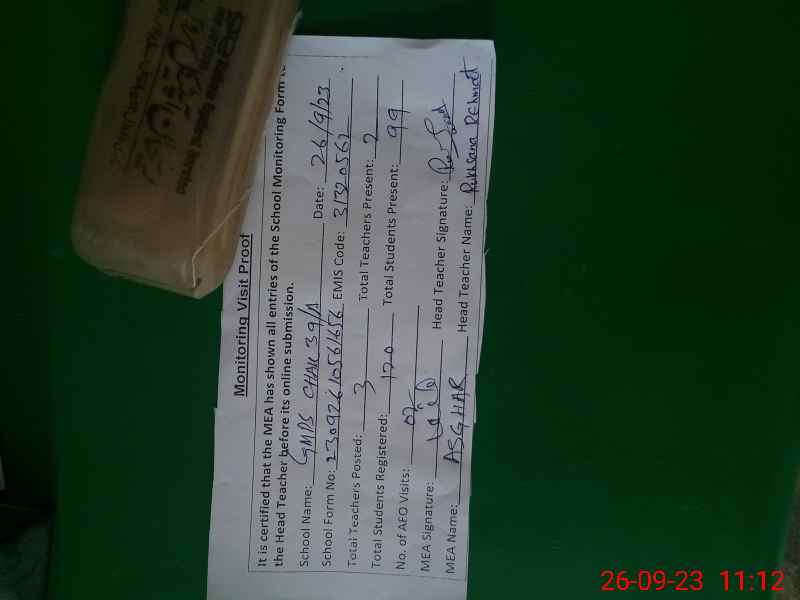 Monitoring Visit Proof
It is certified that the MEA has shown all entries of the School Monitoring Form to
the Head Teacher before its online submission.
School Name: GMPS CHAK 39/A Date: 26/9/23
School Form No: 23092610561656 EMIS Code: 31320562
Total Teachers Posted: 3 Total Teachers Present: 2
Total Students Registered: 120 Total Students Present: 99
No. of AEO Visits: 02
MEA Signature: Head Teacher Signature:
MEA Name: ASGHAR Head Teacher Name: Rukhsana Rehmat
26-09-23 11:12